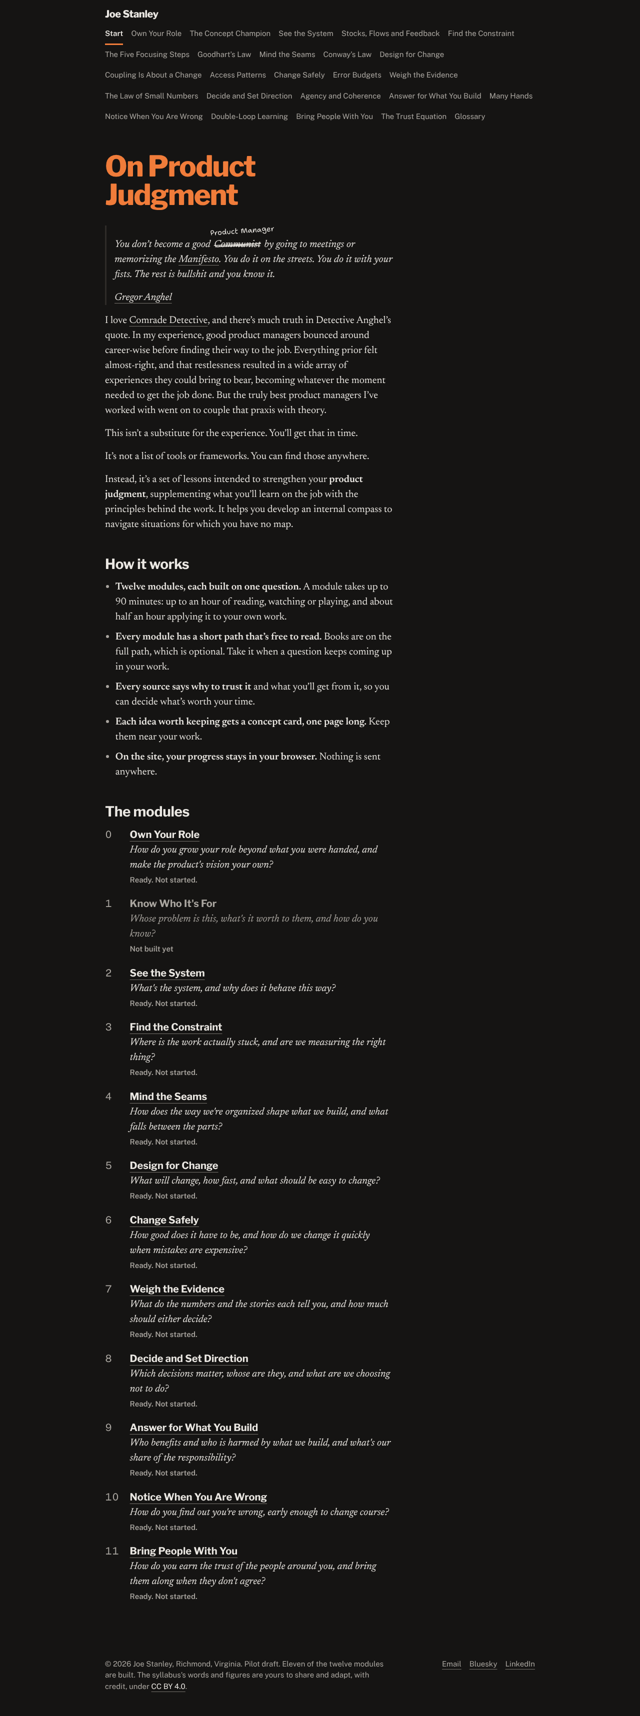 Joe Stanley
Start Own Your Role The Concept Champion See the System Stocks, Flows and Feedback Find the Constraint
The Five Focusing Steps Goodhart's Law Mind the Seams Conway's Law Design for Change
Coupling Is About a Change Access Patterns Change Safely Error Budgets Weigh the Evidence
The Law of Small Numbers Decide and Set Direction Agency and Coherence Answer for What You Build Many Hands
Notice When You Are Wrong Double-Loop Learning Bring People With You The Trust Equation Glossary
On Product
Judgment
Product Manager
You don't become a good Communist by going to meetings or
memorizing the Manifesto. You do it on the streets. You do it with your
fists. The rest is bullshit and you know it.
Gregor Anghel
I love Comrade Detective, and there's much truth in Detective Anghel's
quote. In my experience, good product managers bounced around
career-wise before finding their way to the job. Everything prior felt
almost-right, and that restlessness resulted in a wide array of
experiences they could bring to bear, becoming whatever the moment
needed to get the job done. But the truly best product managers I've
worked with went on to couple that praxis with theory.
This isn't a substitute for the experience. You'll get that in time.
It's not a list of tools or frameworks. You can find those anywhere.
Instead, it's a set of lessons intended to strengthen your product
judgment, supplementing what you'll learn on the job with the
principles behind the work. It helps you develop an internal compass to
navigate situations for which you have no map.
How it works
• Twelve modules, each built on one question. A module takes up to
90 minutes: up to an hour of reading, watching or playing, and about
half an hour applying it to your own work.
• Every module has a short path that's free to read. Books are on the
full path, which is optional. Take it when a question keeps coming up
in your work.
• Every source says why to trust it and what you'll get from it, so you
can decide what's worth your time.
• Each idea worth keeping gets a concept card, one page long. Keep
them near your work.
• On the site, your progress stays in your browser. Nothing is sent
anywhere.
The modules
0 Own Your Role
How do you grow your role beyond what you were handed, and
make the product's vision your own?
Ready. Not started.
1 Know Who It's For
Whose problem is this, what's it worth to them, and how do you
know?
Not built yet
2 See the System
What's the system, and why does it behave this way?
Ready. Not started.
3 Find the Constraint
Where is the work actually stuck, and are we measuring the right
thing?
Ready. Not started.
4 Mind the Seams
How does the way we're organized shape what we build, and what
falls between the parts?
Ready. Not started.
5 Design for Change
What will change, how fast, and what should be easy to change?
Ready. Not started.
6 Change Safely
How good does it have to be, and how do we change it quickly
when mistakes are expensive?
Ready. Not started.
7 Weigh the Evidence
What do the numbers and the stories each tell you, and how much
should either decide?
Ready. Not started.
8 Decide and Set Direction
Which decisions matter, whose are they, and what are we choosing
not to do?
Ready. Not started.
9 Answer for What You Build
Who benefits and who is harmed by what we build, and what's our
share of the responsibility?
Ready. Not started.
10 Notice When You Are Wrong
How do you find out you're wrong, early enough to change course?
Ready. Not started.
11 Bring People With You
How do you earn the trust of the people around you, and bring
them along when they don't agree?
Ready. Not started.
© 2026 Joe Stanley, Richmond, Virginia. Pilot draft. Eleven of the twelve modules
are built. The syllabus's words and figures are yours to share and adapt, with
credit, under CC BY 4.0.
Email Bluesky LinkedIn